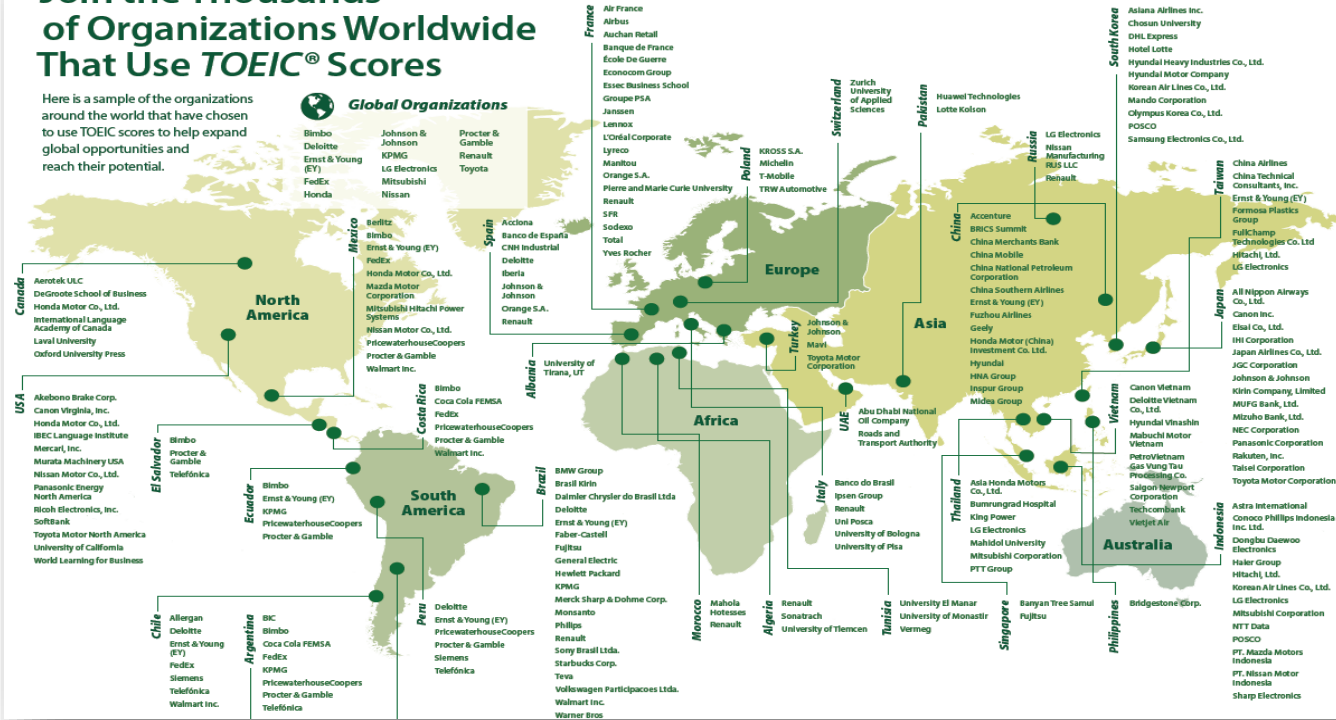 Join the Thousands
of Organizations Worldwide
That Use TOEIC® Scores
Here is a sample of the organizations
around the world that have chosen
to use TOEIC scores to help expand
global opportunities and
reach their potential.
Global Organizations
Bimbo
Deloitte
Ernst & Young
(EY)
FedEx
Honda
Johnson &
Johnson
KPMG
LG Electronics
Mitsubishi
Nissan
Procter &
Gamble
Renault
Toyota
France
Air France
Airbus
Auchan Retail
Banque de France
École De Guerre
Econocom Group
Essec Business School
Groupe PSA
Janssen
Lennox
L'Oréal Corporate
Lyreco
Manitou
Orange S.A.
Pierre and Marie Curie University
Renault
SFR
Sodexo
Total
Yves Rocher
Poland
KROSS S.A.
Michelin
T-Mobile
TRW Automotive
Switzerland
Zurich
University
of Applied
Sciences
Pakistan
Huawei Technologies
Lotte Kolson
Russia
LG Electronics
Nissan
Manufacturing
RUS LLC
Renault
South Korea
Asiana Airlines Inc.
Chosun University
DHL Express
Hotel Lotte
Hyundai Heavy Industries Co., Ltd.
Hyundai Motor Company
Korean Air Lines Co., Ltd.
Mando Corporation
Olympus Korea Co., Ltd.
POSCO
Samsung Electronics Co., Ltd.
Taiwan
China Airlines
China Technical
Consultants, Inc.
Ernst & Young (EY)
Formosa Plastics
Group
FullChamp
Technologies Co. Ltd
Hitachi, Ltd.
LG Electronics
Japan
All Nippon Airways
Co., Ltd.
Canon Inc.
Eisai Co., Ltd.
IHI Corporation
Japan Airlines Co., Ltd.
JGC Corporation
Johnson & Johnson
Kirin Company, Limited
MUFG Bank, Ltd.
Mizuho Bank, Ltd.
NEC Corporation
Panasonic Corporation
Rakuten, Inc.
Taisei Corporation
Toyota Motor Corporation
China
Accenture
BRICS Summit
China Merchants Bank
China Mobile
China National Petroleum
Corporation
China Southern Airlines
Ernst & Young (EY)
Fuzhou Airlines
Geely
Honda Motor (China)
Investment Co. Ltd.
Hyundai
HNA Group
Inspur Group
Midea Group
Mexico
Berlitz
Bimbo
Ernst & Young (EY)
FedEx
Honda Motor Co., Ltd.
Mazda Motor
Corporation
Mitsubishi Hitachi Power
Systems
Nissan Motor Co., Ltd.
PricewaterhouseCoopers
Procter & Gamble
Walmart Inc.
Spain
Acciona
Banco de España
CNH Industrial
Deloitte
Iberia
Johnson &
Johnson
Orange S.A.
Renault
Canada
Aerotek ULC
DeGroote School of Business
Honda Motor Co., Ltd.
International Language
Academy of Canada
Laval University
Oxford University Press
North
America
Europe
Asia
Africa
South
America
Australia
USA
Akebono Brake Corp.
Canon Virginia, Inc.
Honda Motor Co., Ltd.
IBEC Language Institute
Mercari, Inc.
Murata Machinery USA
Nissan Motor Co., Ltd.
Panasonic Energy
North America
Ricoh Electronics, Inc.
SoftBank
Toyota Motor North America
University of California
World Learning for Business
Albania
University of
Tirana, UT
Turkey
Johnson &
Johnson
Mavi
Toyota Motor
Corporation
UAE
Abu Dhabi National
Oil Company
Roads and
Transport Authority
Costa Rica
Bimbo
Coca Cola FEMSA
FedEx
PricewaterhouseCoopers
Procter & Gamble
Walmart Inc.
El Salvador
Bimbo
Procter &
Gamble
Telefónica
Ecuador
Bimbo
Ernst & Young (EY)
KPMG
PricewaterhouseCoopers
Procter & Gamble
Brazil
BMW Group
Brasil Kirin
Daimler Chrysler do Brasil Ltda
Deloitte
Ernst & Young (EY)
Faber-Castell
Fujitsu
General Electric
Hewlett Packard
KPMG
Merck Sharp & Dohme Corp.
Monsanto
Philips
Renault
Sony Brasil Ltda.
Starbucks Corp.
Teva
Volkswagen Participacoes Ltda.
Walmart Inc.
Warner Bros
Italy
Banco do Brasil
Ipsen Group
Renault
Uni Posca
University of Bologna
University of Pisa
Thailand
Asia Honda Motors
Co., Ltd.
Bumrungrad Hospital
King Power
LG Electronics
Mahidol University
Mitsubishi Corporation
PTT Group
Vietnam
Canon Vietnam
Deloitte Vietnam
Co., Ltd.
Hyundai Vinashin
Mabuchi Motor
Vietnam
PetroVietnam
Gas Vung Tau
Processing Co.
Saigon Newport
Corporation
Techcombank
Vietjet Air
Indonesia
Astra International
Conoco Phillips Indonesia
Inc. Ltd.
Dongbu Daewoo
Electronics
Haier Group
Hitachi, Ltd.
Korean Air Lines Co., Ltd.
LG Electronics
Mitsubishi Corporation
NTT Data
POSCO
PT. Mazda Motors
Indonesia
PT. Nissan Motor
Indonesia
Sharp Electronics
Chile
Allergan
Deloitte
Ernst & Young
(EY)
FedEx
Siemens
Telefónica
Walmart Inc.
Argentina
BIC
Bimbo
Coca Cola FEMSA
FedEx
KPMG
PricewaterhouseCoopers
Procter & Gamble
Telefónica
Peru
Deloitte
Ernst & Young (EY)
PricewaterhouseCoopers
Procter & Gamble
Siemens
Telefónica
Morocco
Mahola
Hotesses
Renault
Algeria
Renault
Sonatrach
University of Tlemcen
Tunisia
University El Manar
University of Monastir
Vermeg
Singapore
Banyan Tree Samui
Fujitsu
Philippines
Bridgestone Corp.